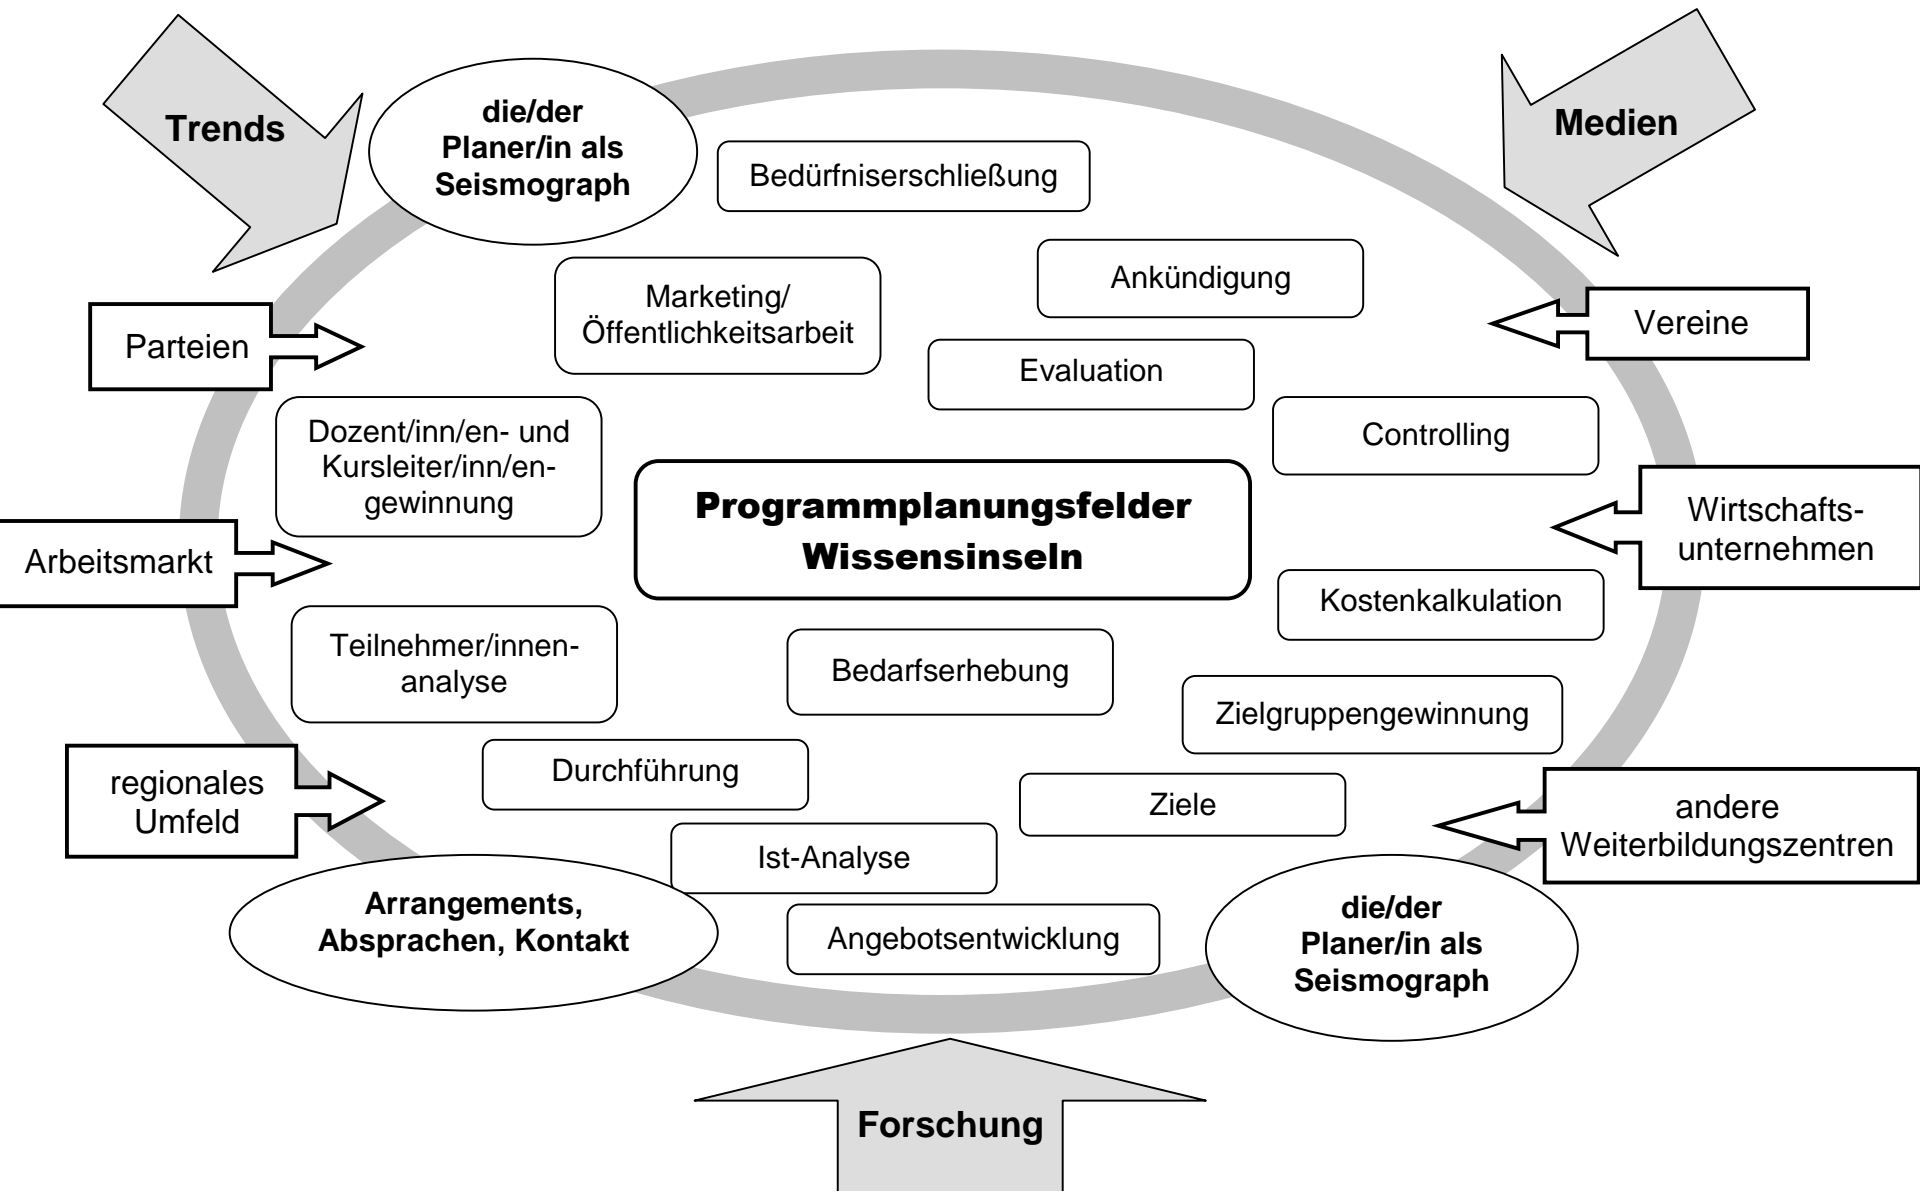 Trends
die/der
Planer/in als
Seismograph
Medien
Bedürfniserschließung
Ankündigung
Marketing/
Öffentlichkeitsarbeit
Parteien
Vereine
Evaluation
Dozent/inn/en- und
Kursleiter/inn/en-
gewinnung
Controlling
Programmplanungsfelder
Wissensinseln
Wirtschafts-
unternehmen
Arbeitsmarkt
Kostenkalkulation
Teilnehmer/innen-
analyse
Bedarfserhebung
Zielgruppengewinnung
regionales
Umfeld
Durchführung
Ziele
andere
Weiterbildungszentren
Ist-Analyse
Arrangements,
Absprachen, Kontakt
Angebotsentwicklung
die/der
Planer/in als
Seismograph
Forschung